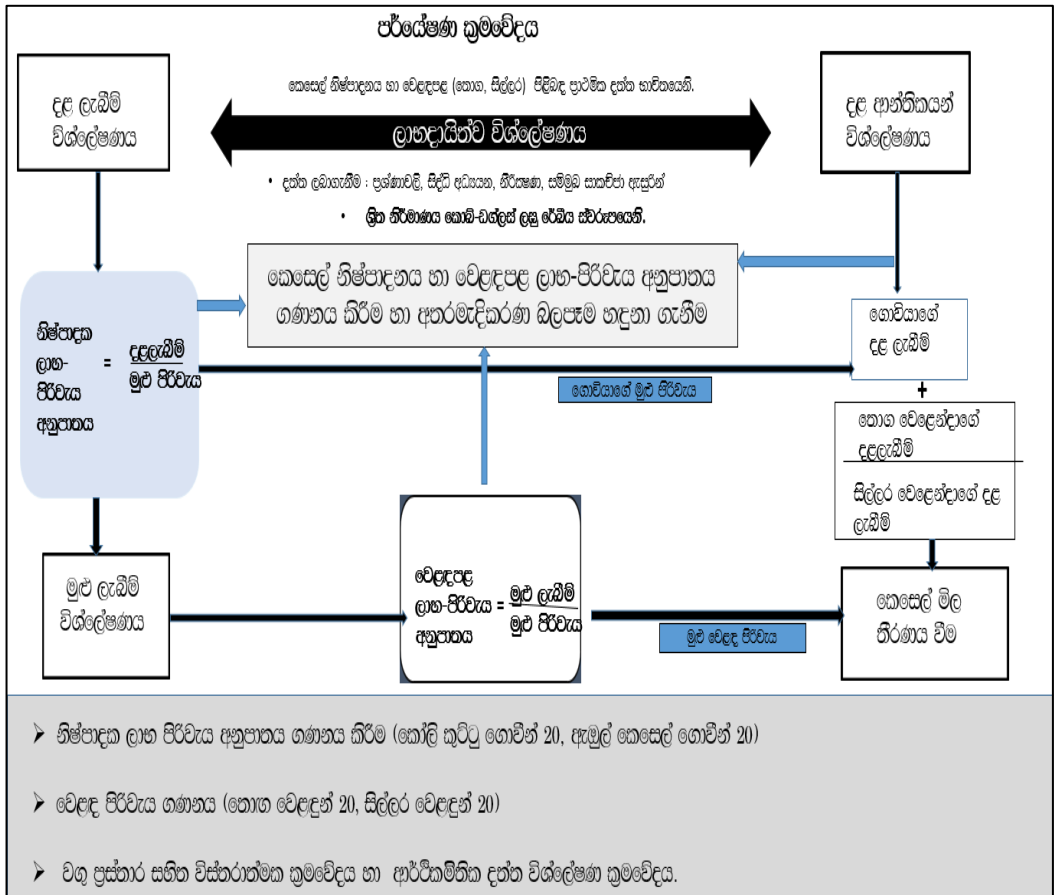 පර්යේෂණ ක්‍රමවේදය
දළ ලැබීම්
විශ්ලේෂණය
කෙසෙල් නිෂ්පාදනය හා වෙළඳපළ (තොග, සිල්ලර) පිළිබඳ ප්‍රාථමික දත්ත භාවිතයෙනි.
ලාභදායිත්ව විශ්ලේෂණය
දළ ආන්තිකයන්
විශ්ලේෂණය
• දත්ත ලබාගැනීම : ප්‍රශ්ණාවලි, සිද්ධි අධ්‍යයන, නිරීක්ෂණ, සම්මුඛ සාකච්ඡා ඇසුරින්
• ශ්‍රිත නිර්මාණය කොබ්-ඩග්ලස් ලඝු රේඛීය ස්වරූපයෙනි.
කෙසෙල් නිෂ්පාදනය හා වෙළඳපළ ලාභ-පිරිවැය අනුපාතය
ගණනය කිරීම හා අතරමැදිකරණ බලපෑම හඳුනා ගැනීම
නිෂ්පාදක
ලාභ-
පිරිවැය
අනුපාතය
=
දළලැබීම්
මුළු පිරිවැය
ගොවියාගේ මුළු පිරිවැය
ගොවියාගේ
දළ ලැබීම්
+
තොග වෙළෙන්දාගේ
දළලැබීම්
සිල්ලර වෙළෙන්දාගේ දළ
ලැබීම්
මුළු ලැබීම්
විශ්ලේෂණය
වෙළඳපළ
ලාභ-පිරිවැය
අනුපාතය
=
මුළු ලැබීම්
මුළු පිරිවැය
මුළු වෙළඳ පිරිවැය
කෙසෙල් මිල
තීරණය වීම
➤ නිෂ්පාදක ලාභ පිරිවැය අනුපාතය ගණනය කිරීම (කෝලි කුට්ටු ගොවීන් 20, ඇඹුල් කෙසෙල් ගොවීන් 20)
➤ වෙළඳ පිරිවැය ගණනය (තොග වෙළඳුන් 20, සිල්ලර වෙළඳුන් 20)
➤ වගු ප්‍රස්තාර සහිත විස්තරාත්මක ක්‍රමවේදය හා ආර්ථිකමිතික දත්ත විශ්ලේෂණ ක්‍රමවේදය.